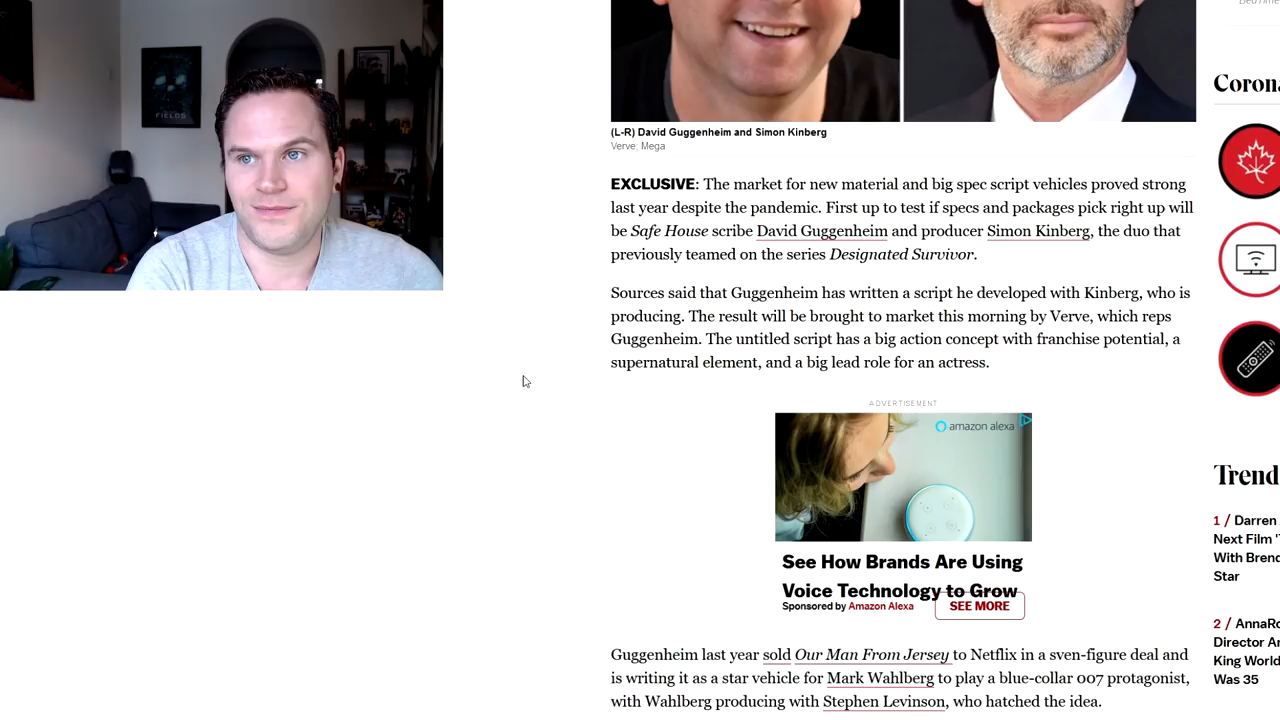 FIELDS
(L-R) David Guggenheim and Simon Kinberg
Verve; Mega
EXCLUSIVE: The market for new material and big spec script vehicles proved strong
last year despite the pandemic. First up to test if specs and packages pick right up will
be Safe House scribe David Guggenheim and producer Simon Kinberg, the duo that
previously teamed on the series Designated Survivor.
Sources said that Guggenheim has written a script he developed with Kinberg, who is
producing. The result will be brought to market this morning by Verve, which reps
Guggenheim. The untitled script has a big action concept with franchise potential, a
supernatural element, and a big lead role for an actress.
ADVERTISEMENT
amazon alexa
See How Brands Are Using
Voice Technology to Grow
Sponsored by Amazon Alexa
SEE MORE
Guggenheim last year sold Our Man From Jersey to Netflix in a sven-figure deal and
is writing it as a star vehicle for Mark Wahlberg to play a blue-collar 007 protagonist,
with Wahlberg producing with Stephen Levinson, who hatched the idea.
Corona
Trend
1 / Darren
Next Film 'T
With Brend
Star
2 / AnnaRo
Director An
King World
Was 35